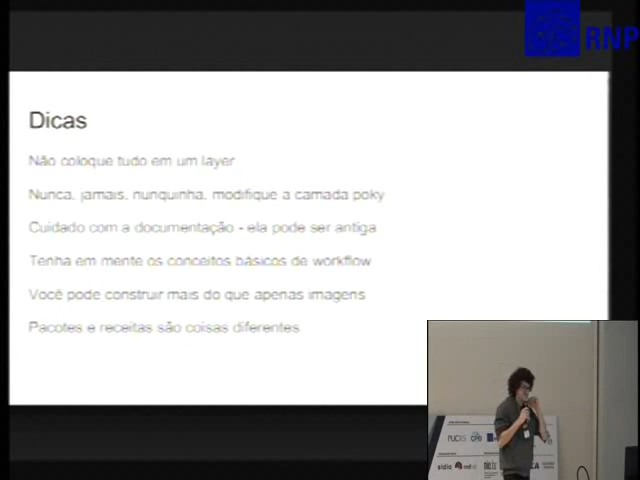 RNP
Dicas
Não coloque tudo em um layer
Nunca, jamais, nunquinha, modifique a camada poky
Cuidado com a documentação - ela pode ser antiga
Tenha em mente os conceitos básicos de workflow
Você pode construir mais do que apenas imagens
Pacotes e receitas são coisas diferentes